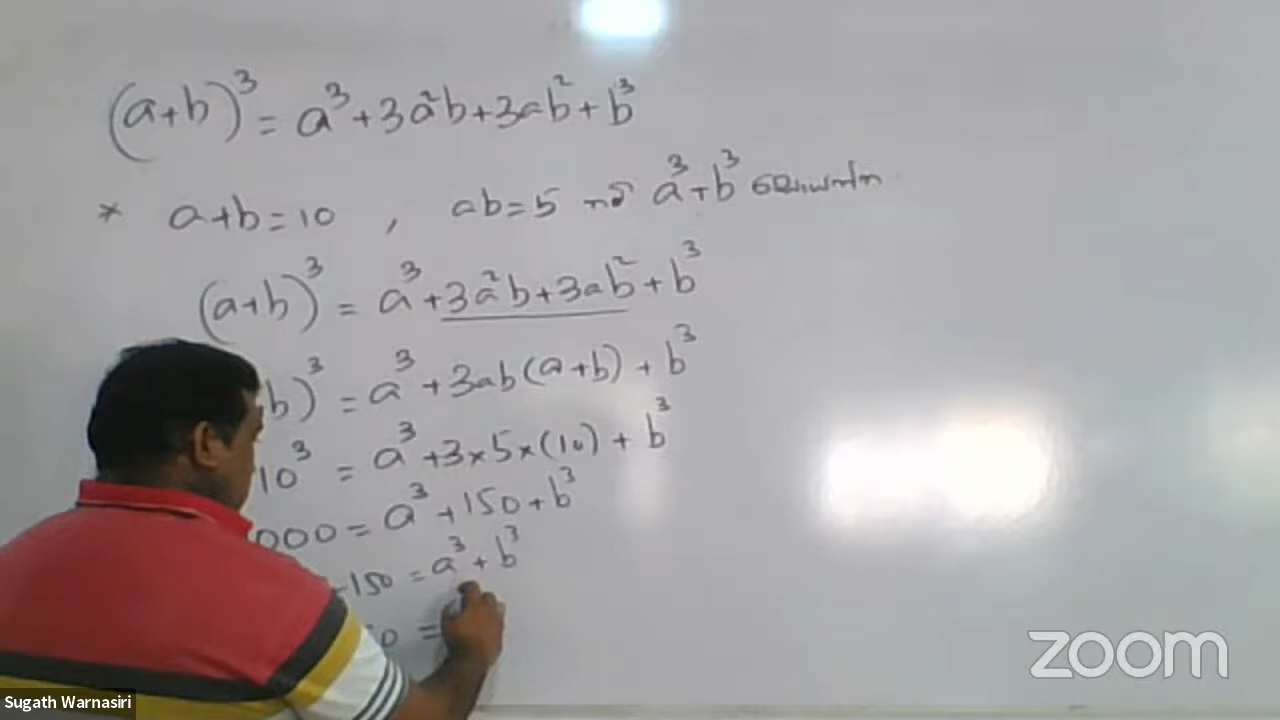 (a+b)³ = a³+3a²b+3ab²+b³
* a+b=10 , ab=5 නම් a³+b³ සොයන්න
(a+b)³ = a³+3a²b+3ab²+b³
b)³ = a³+3ab(a+b)+b³
10³ = a³+3×5×(10)+b³
000 = a³+150+b³
-150 = a³+b³
50 =
zoom
Sugath Warnasiri